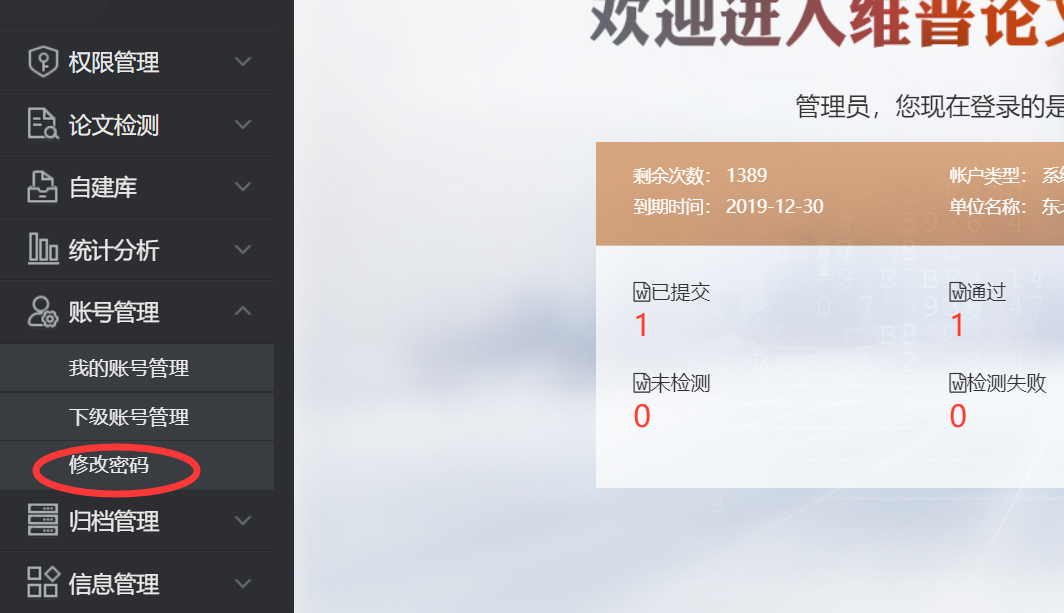 欢迎进入维普论文
权限管理
论文检测
自建库
统计分析
账号管理
我的账号管理
下级账号管理
修改密码
归档管理
信息管理
管理员，您现在登录的是
剩余次数： 1389
帐户类型： 系统
到期时间： 2019-12-30
单位名称： 东北
已提交
1
通过
1
未检测
0
检测失败
0